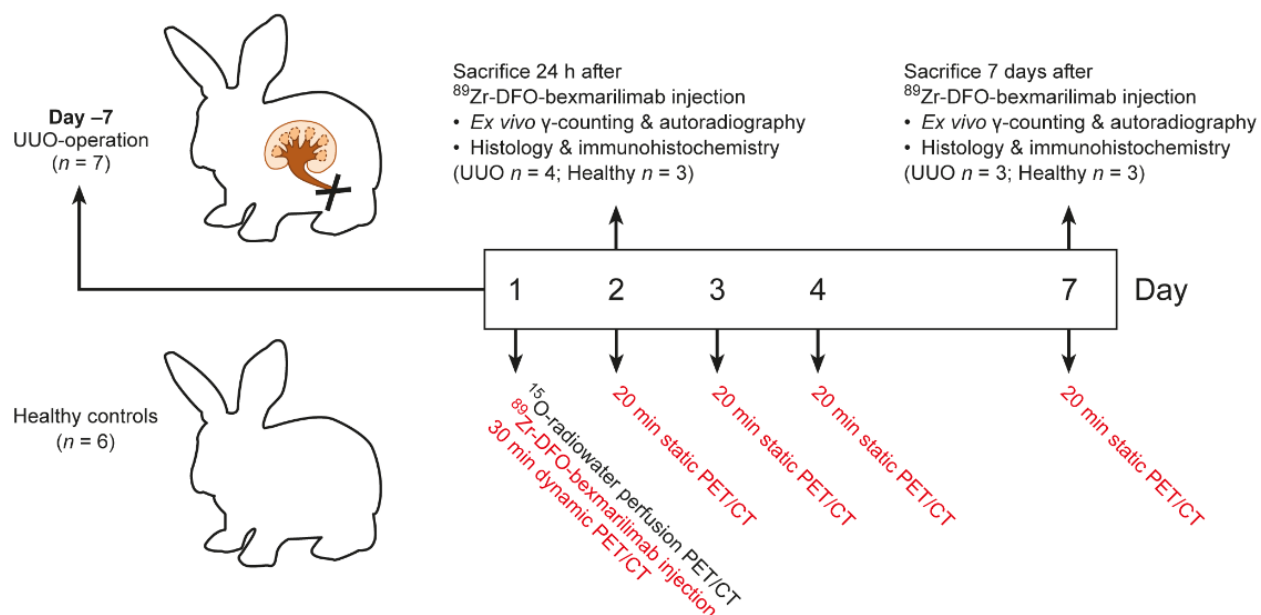 Day –7
UUO-operation
(n = 7)
Healthy controls
(n = 6)
Sacrifice 24 h after
⁸⁹Zr-DFO-bexmarilimab injection
• Ex vivo γ-counting & autoradiography
• Histology & immunohistochemistry
(UUO n = 4; Healthy n = 3)
Sacrifice 7 days after
⁸⁹Zr-DFO-bexmarilimab injection
• Ex vivo γ-counting & autoradiography
• Histology & immunohistochemistry
(UUO n = 3; Healthy n = 3)
1 2 3 4 7 Day
¹⁵O-radiowater perfusion PET/CT
⁸⁹Zr-DFO-bexmarilimab injection
30 min dynamic PET/CT
20 min static PET/CT
20 min static PET/CT
20 min static PET/CT
20 min static PET/CT